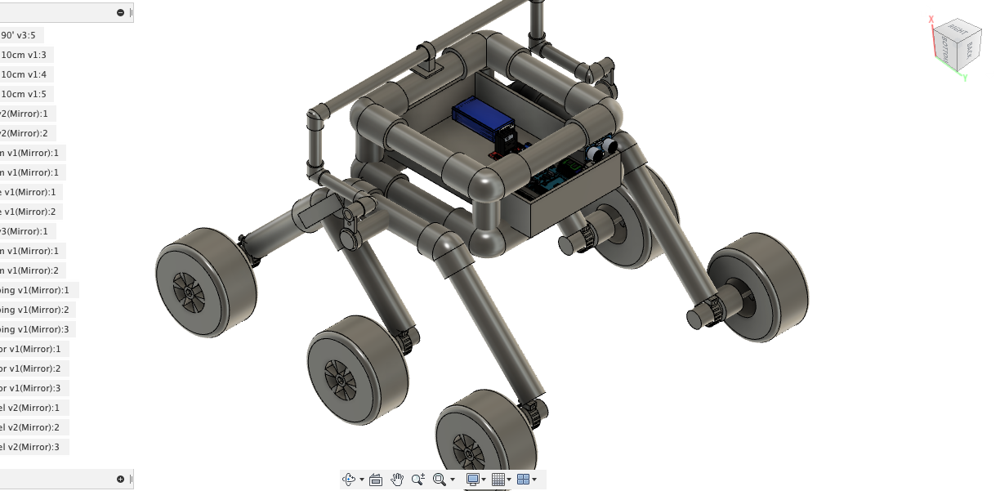 90' v3:5
10cm v1:3
10cm v1:4
10cm v1:5
v2(Mirror):1
v2(Mirror):2
m v1(Mirror):1
m v1(Mirror):1
e v1(Mirror):1
e v1(Mirror):2
v3(Mirror):1
m v1(Mirror):1
m v1(Mirror):2
ping v1(Mirror):1
ping v1(Mirror):2
ping v1(Mirror):3
or v1(Mirror):1
or v1(Mirror):2
or v1(Mirror):3
el v2(Mirror):1
el v2(Mirror):2
el v2(Mirror):3
X
RIGHT
BOTTOM
BACK
Y